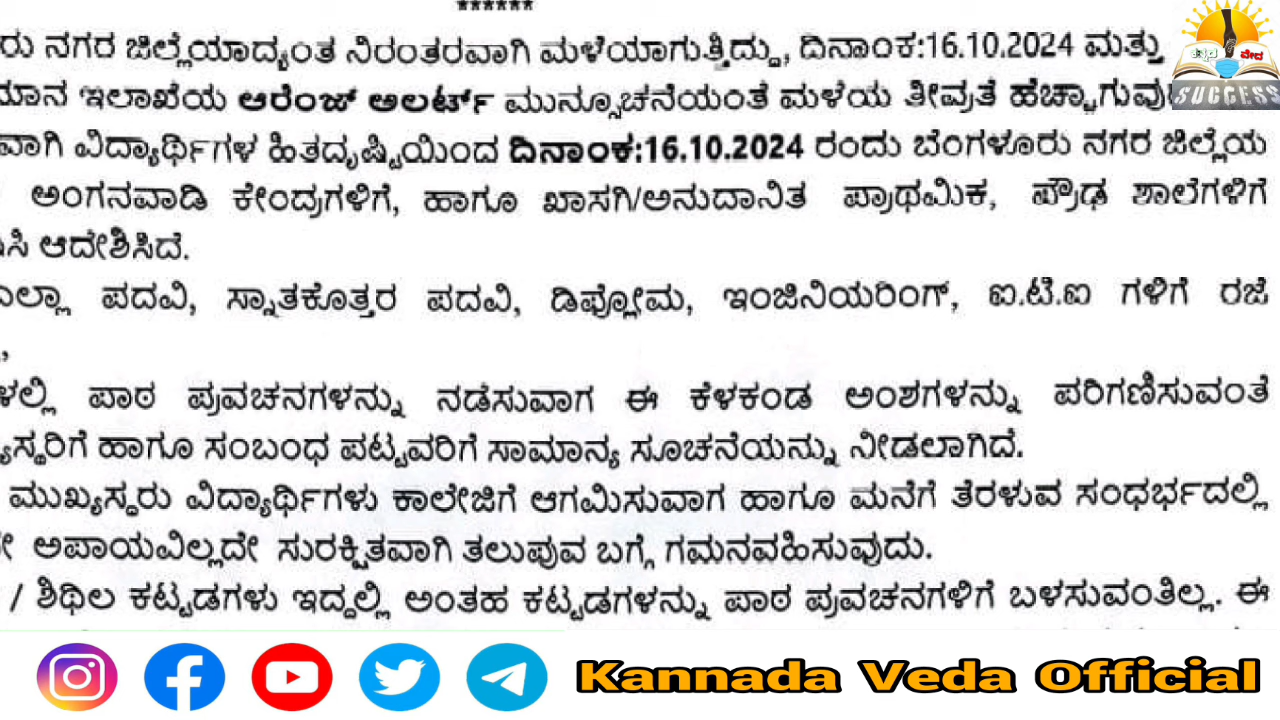 ******
ರು ನಗರ ಜಿಲ್ಲೆಯಾದ್ಯಂತ ನಿರಂತರವಾಗಿ ಮಳೆಯಾಗುತ್ತಿದ್ದು, ದಿನಾಂಕ:16.10.2024 ಮತ್ತು
ಮಾನ ಇಲಾಖೆಯ ಆರೆಂಜ್ ಅಲರ್ಟ್ ಮುನ್ಸೂಚನೆಯಂತೆ ಮಳೆಯ ತೀವ್ರತೆ
ವಾಗಿ ವಿದ್ಯಾರ್ಥಿಗಳ ಹಿತದೃಷ್ಟಿಯಿಂದ ದಿನಾಂಕ:16.10.2024 ರಂದು ಬೆಂಗಳೂರು ನಗರ ಜಿಲ್ಲೆಯ
ಅಂಗನವಾಡಿ ಕೇಂದ್ರಗಳಿಗೆ, ಹಾಗೂ ಖಾಸಗಿ/ಅನುದಾನಿತ ಪ್ರಾಥಮಿಕ, ಪ್ರೌಢ ಶಾಲೆಗಳಿಗೆ
ಸಿ ಆದೇಶಿಸಿದೆ.
ಎಲ್ಲಾ ಪದವಿ, ಸ್ನಾತಕೊತ್ತರ ಪದವಿ, ಡಿಪ್ಲೋಮ, ಇಂಜಿನಿಯರಿಂಗ್, ಐ.ಟಿ.ಐ ಗಳಿಗೆ ರಜೆ
ಳಲ್ಲಿ ಪಾಠ ಪ್ರವಚನಗಳನ್ನು ನಡೆಸುವಾಗ ಈ ಕೆಳಕಂಡ ಅಂಶಗಳನ್ನು ಪರಿಗಣಿಸುವಂತೆ
ಯಸ್ಥರಿಗೆ ಹಾಗೂ ಸಂಬಂಧ ಪಟ್ಟವರಿಗೆ ಸಾಮಾನ್ಯ ಸೂಚನೆಯನ್ನು ನೀಡಲಾಗಿದೆ.
ಮುಖ್ಯಸ್ಥರು ವಿದ್ಯಾರ್ಥಿಗಳು ಕಾಲೇಜಿಗೆ ಆಗಮಿಸುವಾಗ ಹಾಗೂ ಮನೆಗೆ ತೆರಳುವ ಸಂಧರ್ಭದಲ್ಲಿ
ಅಪಾಯವಿಲ್ಲದೇ ಸುರಕ್ಷಿತವಾಗಿ ತಲುಪುವ ಬಗ್ಗೆ ಗಮನವಹಿಸುವುದು.
/ ಶಿಥಿಲ ಕಟ್ಟಡಗಳು ಇದ್ದಲ್ಲಿ ಅಂತಹ ಕಟ್ಟಡಗಳನ್ನು ಪಾಠ ಪ್ರವಚನಗಳಿಗೆ ಬಳಸುವಂತಿಲ್ಲ. ಈ
ಕನ್ನಡ ವೇದ
SUCCESS
Kannada Veda Official